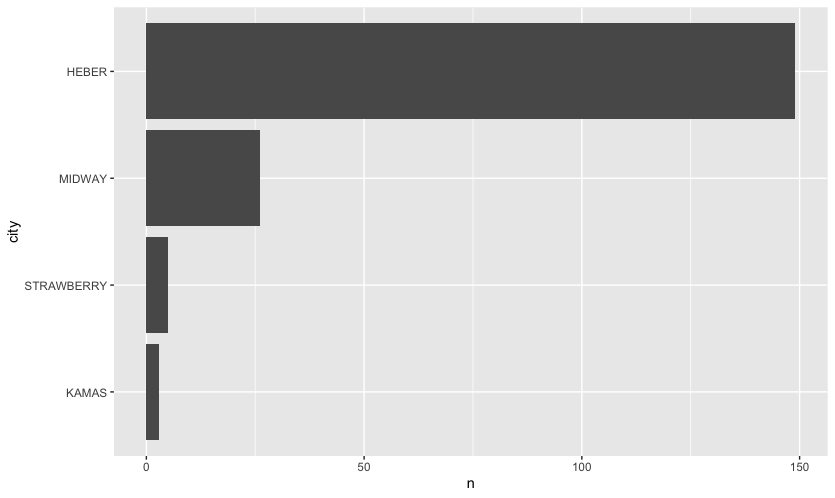 HEBER
MIDWAY
STRAWBERRY
KAMAS
city
0 50 100 150
n